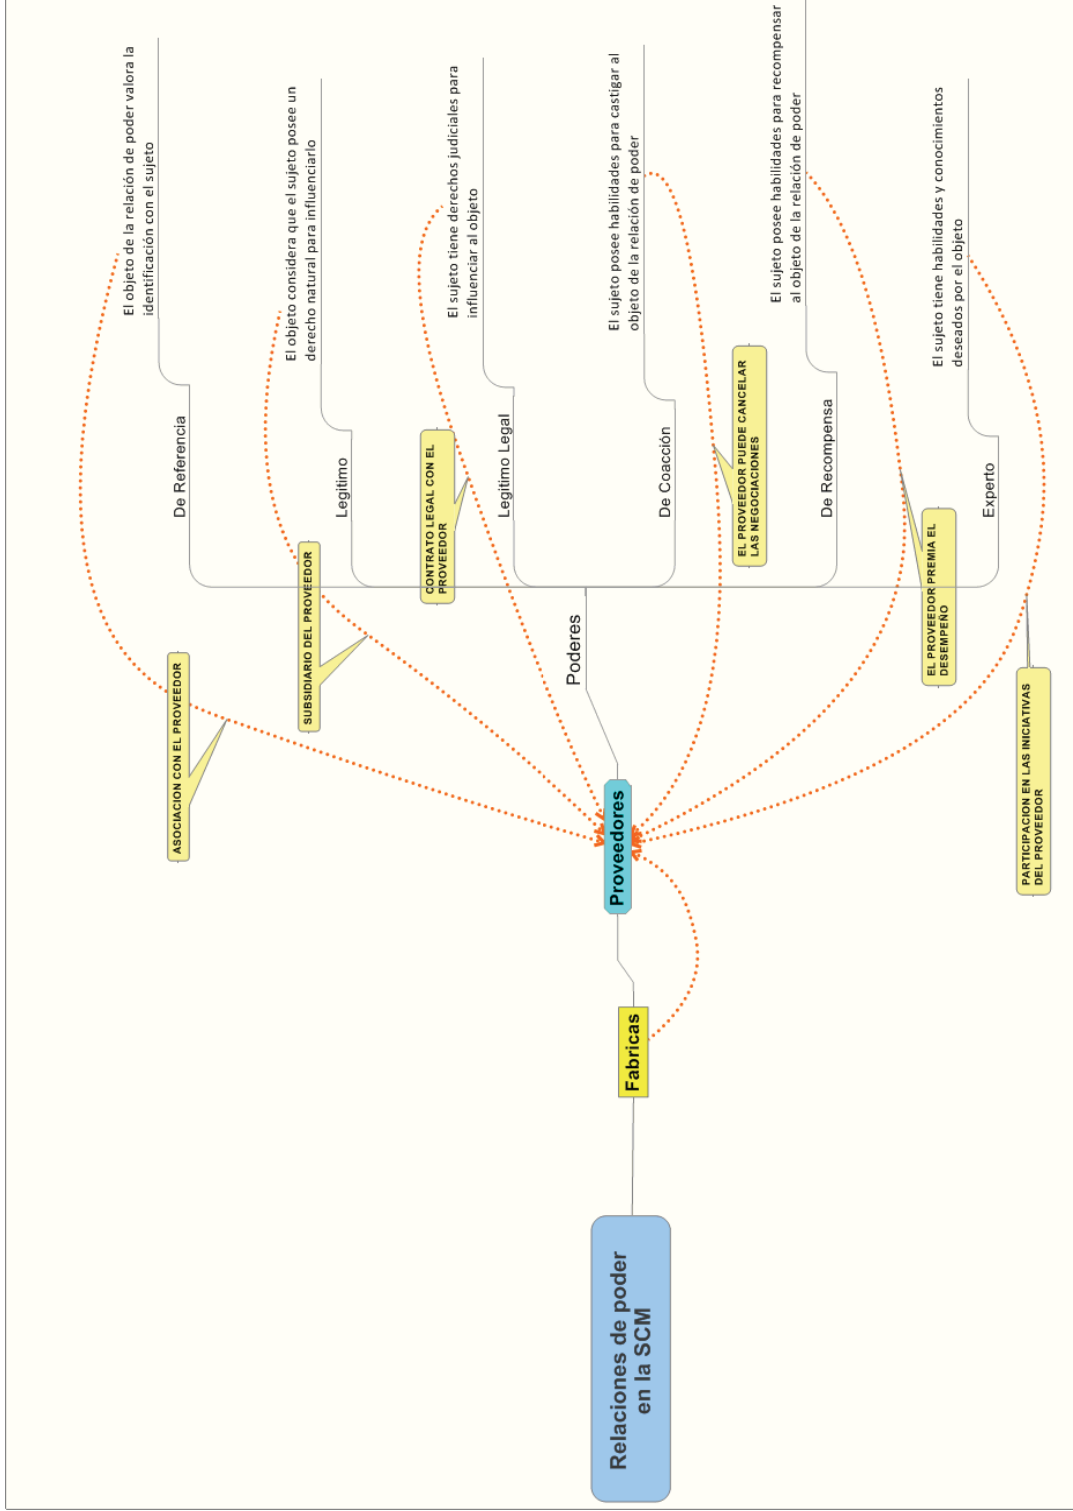 Relaciones de poder
en la SCM
Fabricas
Proveedores
Poderes
De Referencia
El objeto de la relación de poder valora la
identificación con el sujeto
ASOCIACION CON EL PROVEEDOR
Legitimo
El objeto considera que el sujeto posee un
derecho natural para influenciarlo
SUBSIDIARIO DEL PROVEEDOR
Legitimo Legal
El sujeto tiene derechos judiciales para
influenciar al objeto
CONTRATO LEGAL CON EL
PROVEEDOR
De Coacción
El sujeto posee habilidades para castigar al
objeto de la relación de poder
EL PROVEEDOR PUEDE CANCELAR
LAS NEGOCIACIONES
De Recompensa
El sujeto posee habilidades para recompensar
al objeto de la relación de poder
EL PROVEEDOR PREMIA EL
DESEMPEÑO
Experto
El sujeto tiene habilidades y conocimientos
deseados por el objeto
PARTICIPACION EN LAS INICIATIVAS
DEL PROVEEDOR